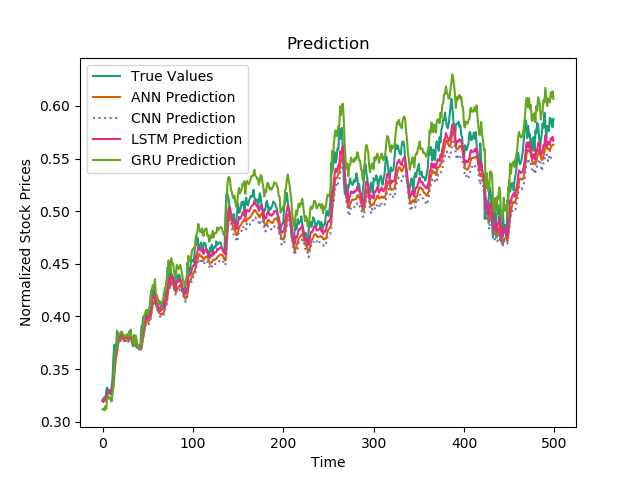 Prediction
True Values
ANN Prediction
CNN Prediction
LSTM Prediction
GRU Prediction
0.60
0.55
0.50
0.45
0.40
0.35
0.30
Normalized Stock Prices
0 100 200 300 400 500
Time